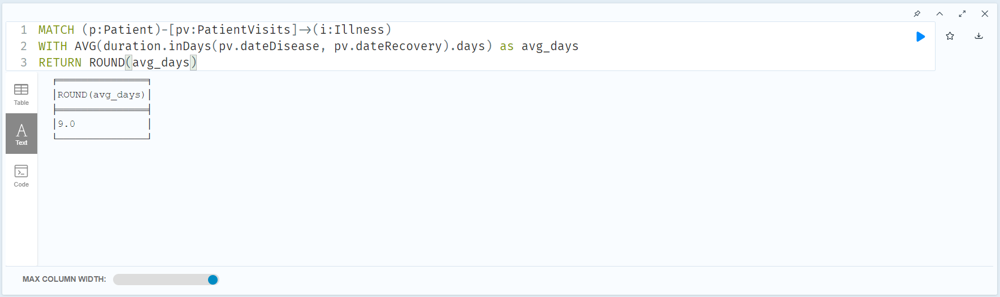 1 MATCH (p:Patient)-[pv:PatientVisits]->(i:Illness)
2 WITH AVG(duration.inDays(pv.dateDisease, pv.dateRecovery).days) as avg_days
3 RETURN ROUND(avg_days)
ROUND(avg_days)
9.0
Table
A
Text
Code
MAX COLUMN WIDTH: